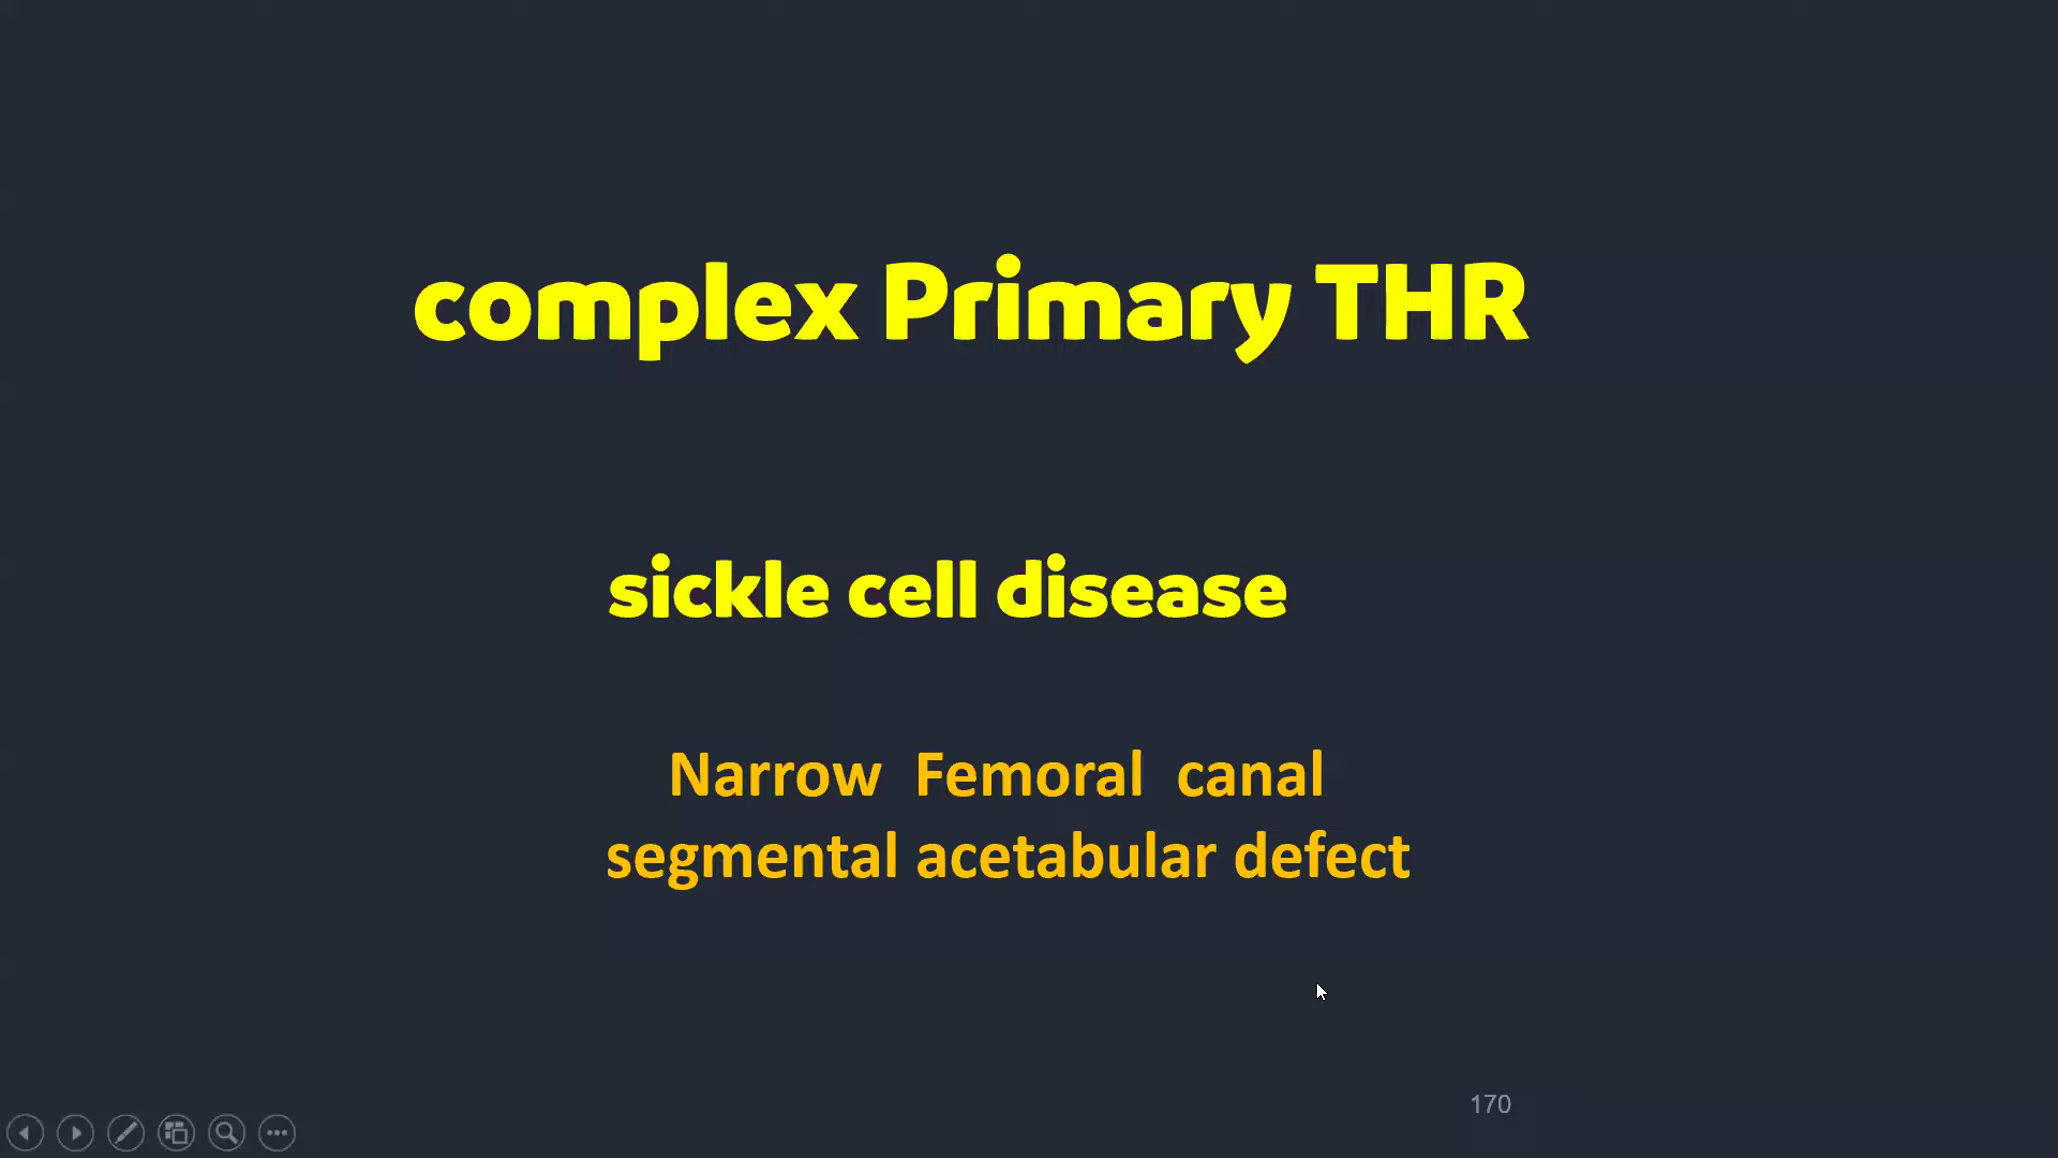 complex Primary THR
sickle cell disease
Narrow Femoral canal
segmental acetabular defect
170